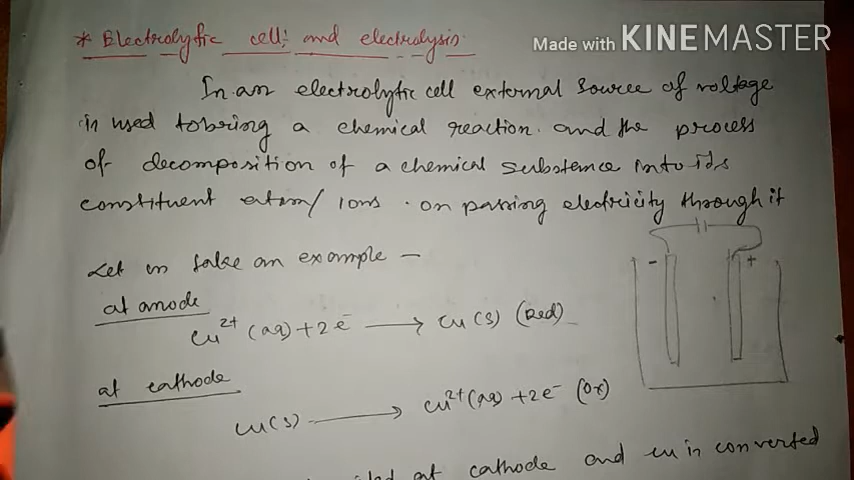 * Electrolytic cell; and electrolysis.
Made with KINEMASTER
In an electrolytic cell external source of voltage
is used to bring a chemical reaction. and the process
of decomposition of a chemical substance into its
constituent atom/ Ions. on passing electricity through it
Let us take an example —
- +
at anode
Cu²⁺ (aq) + 2e⁻ → Cu(s) (Red)
at cathode
Cu(s) → Cu²⁺(aq) + 2e⁻ (Ox)
at cathode and Cu is converted